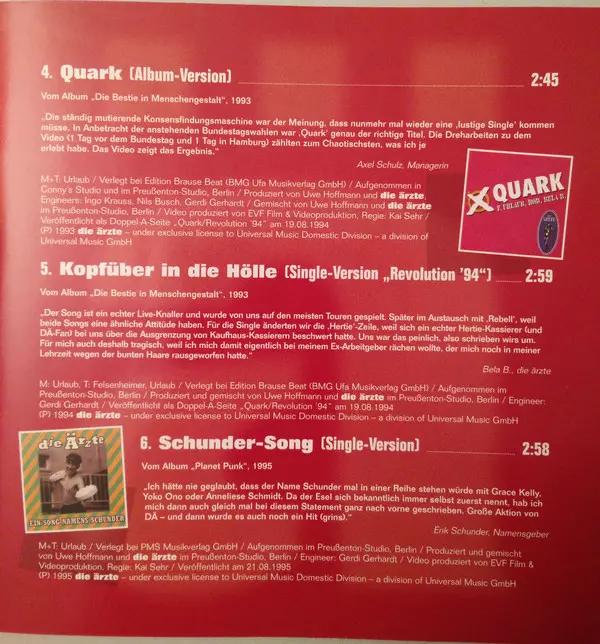 4. Quark (Album-Version) 2:45
Vom Album „Die Bestie in Menschengestalt", 1993
„Die ständig mutierende Konsensfindungsmaschine war der Meinung, dass nunmehr mal wieder eine ‚lustige Single' kommen
müsse. In Anbetracht der anstehenden Bundestagswahlen war ‚Quark' genau der richtige Titel. Die Dreharbeiten zu dem
Video (1 Tag vor dem Bundestag und 1 Tag in Hamburg) zählten zum Chaotischsten, was ich je
erlebt habe. Das Video zeigt das Ergebnis."
Axel Schulz, Managerin
M+T: Urlaub / Verlegt bei Edition Brause Beat (BMG Ufa Musikverlag GmbH) / Aufgenommen in
Conny's Studio und im Preußenton-Studio, Berlin / Produziert von Uwe Hoffmann und die ärzte,
Engineers: Ingo Krauss, Nils Busch, Gerdi Gerhardt / Gemischt von Uwe Hoffmann und die ärzte
im Preußenton-Studio, Berlin / Video produziert von EVF Film & Videoproduktion, Regie: Kai Sehr /
Veröffentlicht als Doppel-A-Seite „Quark/Revolution '94" am 19.08.1994
(P) 1993 die ärzte – under exclusive license to Universal Music Domestic Division – a division of
Universal Music GmbH
QUARK
F. URLAUB, ROD, BELA B.
5. Kopfüber in die Hölle (Single-Version „Revolution '94") 2:59
Vom Album „Die Bestie in Menschengestalt", 1993
„Der Song ist ein echter Live-Knaller und wurde von uns auf den meisten Touren gespielt. Später im Austausch mit ‚Rebell', weil
beide Songs eine ähnliche Attitüde haben. Für die Single änderten wir die ‚Hertie'-Zeile, weil sich ein echter Hertie-Kassierer (und
DÄ-Fan) bei uns über die Ausgrenzung von Kaufhaus-Kassierern beschwert hatte. Uns war das peinlich, also schrieben wir um.
Für mich auch deshalb tragisch, weil ich mich damit eigentlich bei meinem Ex-Arbeitgeber rächen wollte, der mich noch in meiner
Lehrzeit wegen der bunten Haare rausgeworfen hatte."
Bela B., die ärzte
M: Urlaub, T: Felsenheimer, Urlaub / Verlegt bei Edition Brause Beat (BMG Ufa Musikverlag GmbH) / Aufgenommen im
Preußenton-Studio, Berlin / Produziert und gemischt von Uwe Hoffmann und die ärzte im Preußenton-Studio, Berlin / Engineer:
Gerdi Gerhardt / Veröffentlicht als Doppel-A-Seite „Quark/Revolution '94" am 19.08.1994
(P) 1994 die ärzte – under exclusive license to Universal Music Domestic Division – a division of Universal Music GmbH
die Ärzte
EIN SONG NAMENS SCHUNDER
6. Schunder-Song (Single-Version) 2:58
Vom Album „Planet Punk", 1995
„Ich hätte nie geglaubt, dass der Name Schunder mal in einer Reihe stehen würde mit Grace Kelly,
Yoko Ono oder Anneliese Schmidt. Da der Esel sich bekanntlich immer selbst zuerst nennt, hab ich
mich dann auch gleich mal bei diesem Statement ganz nach vorne geschrieben. Große Aktion von
DÄ – und dann wurde es auch noch ein Hit (grins)."
Erik Schunder, Namensgeber
M+T: Urlaub / Verlegt bei PMS Musikverlag GmbH / Aufgenommen im Preußenton-Studio, Berlin / Produziert und gemischt
von Uwe Hoffmann und die ärzte im Preußenton-Studio, Berlin / Engineer: Gerdi Gerhardt / Video produziert von EVF Film &
Videoproduktion. Regie: Kai Sehr / Veröffentlicht am 21.08.1995
(P) 1995 die ärzte – under exclusive license to Universal Music Domestic Division – a division of Universal Music GmbH